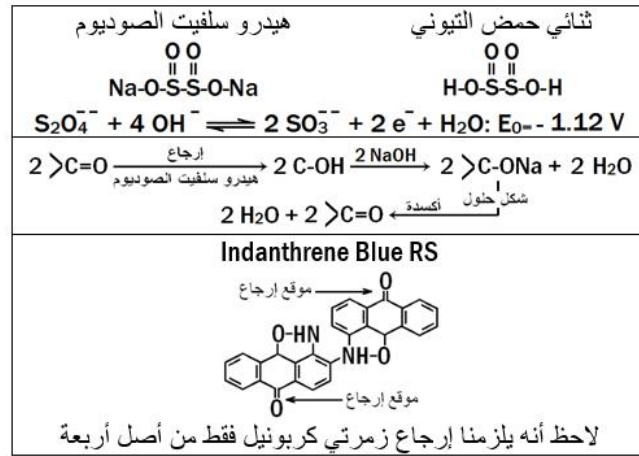 هيدرو سلفيت الصوديوم
ثنائي حمض التيوني
O O
Na-O-S-S-O-Na
O O
H-O-S-S-O-H
S₂O₄⁻⁻ + 4 OH⁻ ⇌ 2 SO₃⁻⁻ + 2 e⁻ + H₂O: E₀=- 1.12 V
2 >C=O إرجاع هيدرو سلفيت الصوديوم → 2 C-OH 2 NaOH → 2 >C-ONa + 2 H₂O
شكل حلول
2 H₂O + 2 >C=O ← أكسدة
Indanthrene Blue RS
موقع إرجاع
O
O-HN
NH-O
O
موقع إرجاع
لاحظ أنه يلزمنا إرجاع زمرتي كربونيل فقط من أصل أربعة